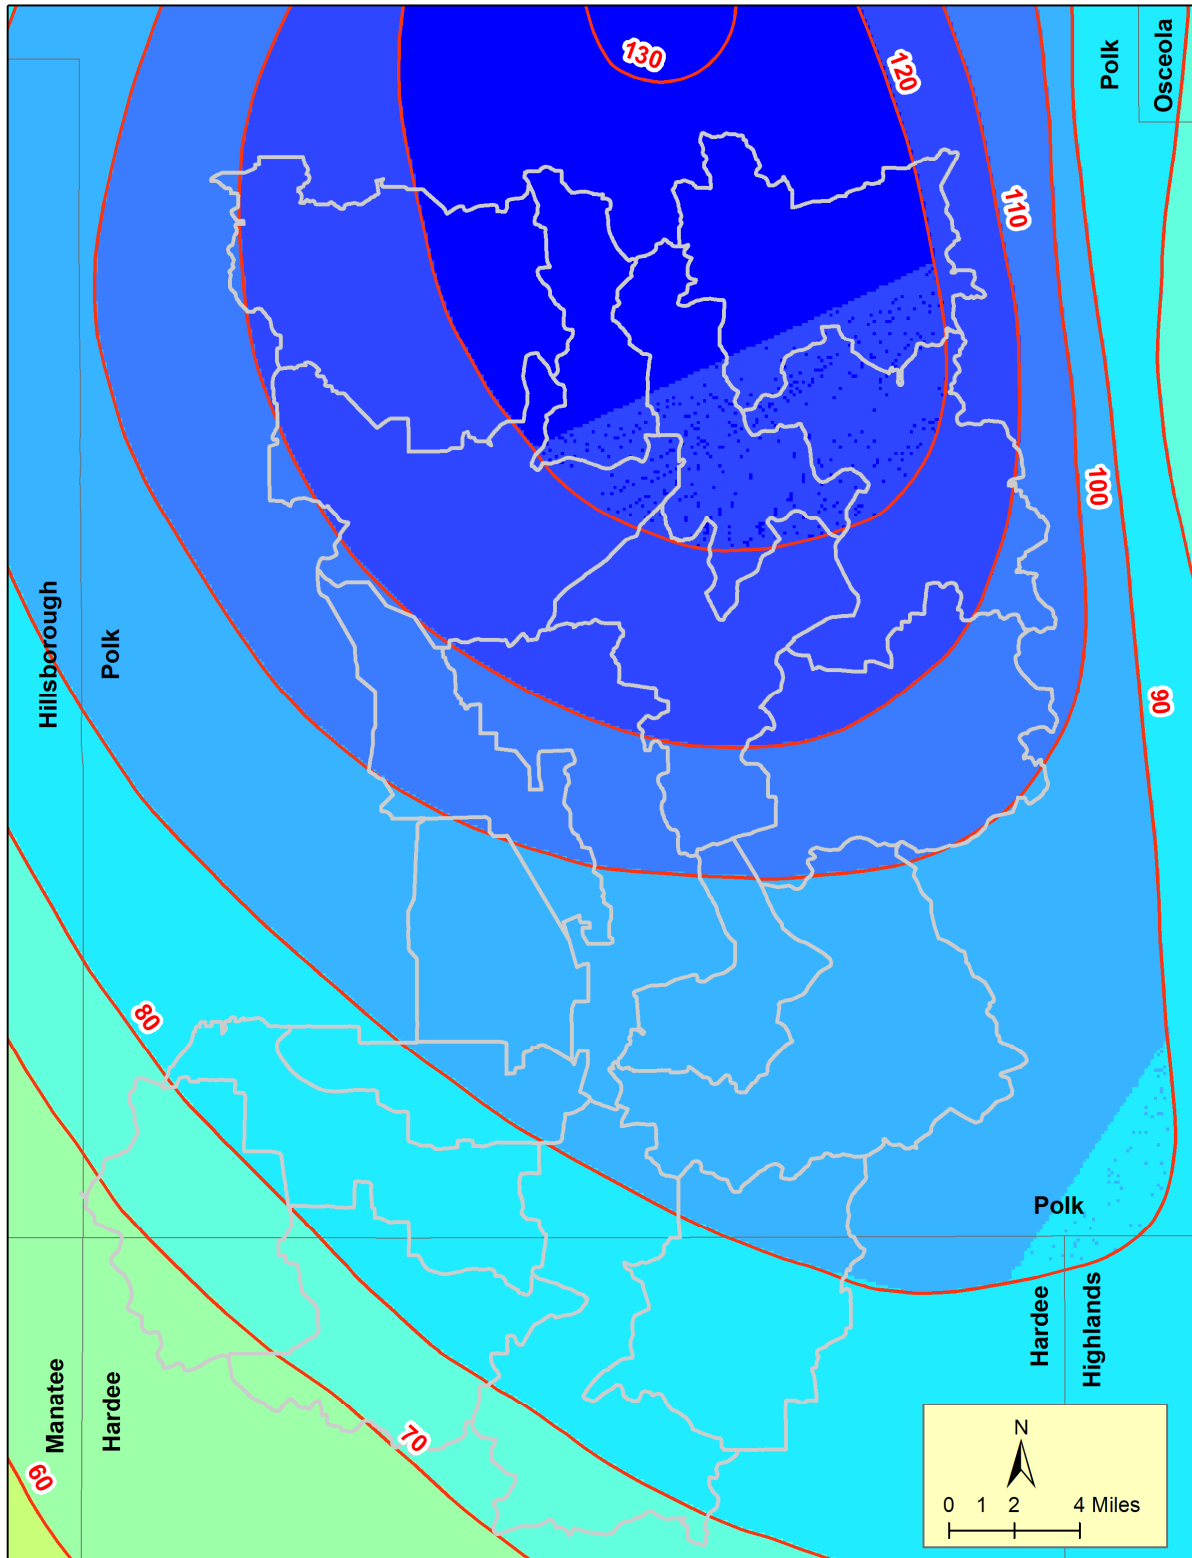 130
120
Polk
Osceola
110
100
Hillsborough
Polk
90
80
Polk
Hardee
Highlands
Manatee
Hardee
70
60
N
0 1 2 4 Miles